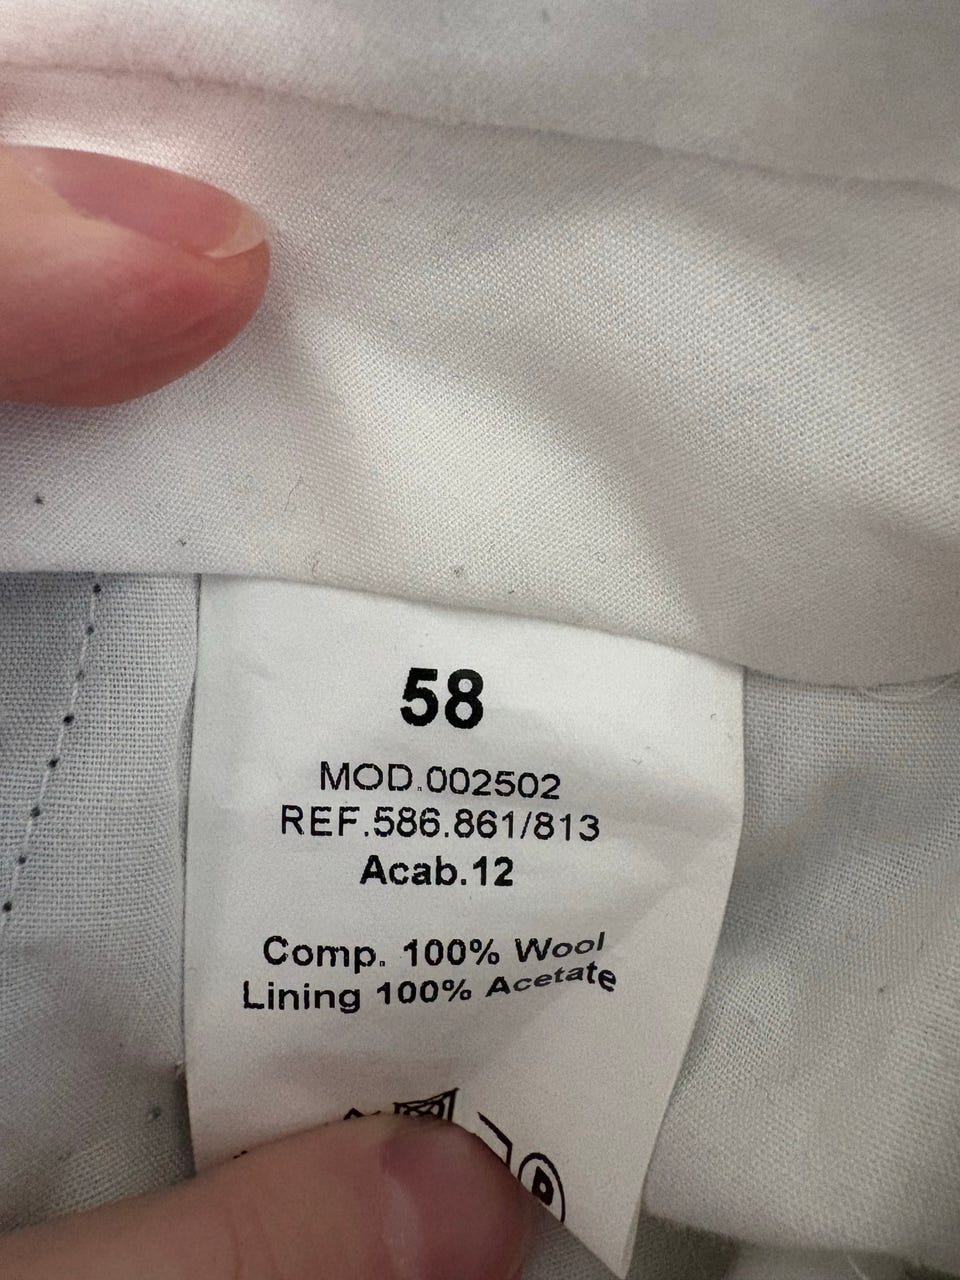 58
MOD.002502
REF.586.861/813
Acab.12
Comp. 100% Wool
Lining 100% Acetate
P